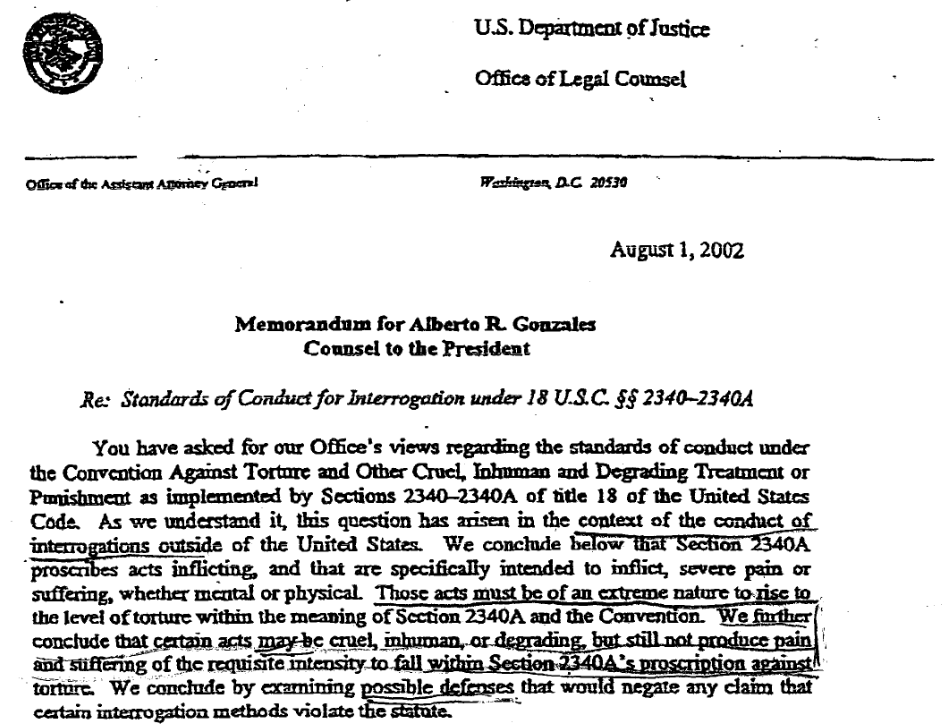 U.S. Department of Justice
Office of Legal Counsel
Office of the Assistant Attorney General
Washington, D.C. 20530
August 1, 2002
Memorandum for Alberto R. Gonzales
Counsel to the President
Re: Standards of Conduct for Interrogation under 18 U.S.C. §§ 2340–2340A
You have asked for our Office's views regarding the standards of conduct under
the Convention Against Torture and Other Cruel, Inhuman and Degrading Treatment or
Punishment as implemented by Sections 2340–2340A of title 18 of the United States
Code. As we understand it, this question has arisen in the context of the conduct of
interrogations outside of the United States. We conclude below that Section 2340A
proscribes acts inflicting, and that are specifically intended to inflict, severe pain or
suffering, whether mental or physical. Those acts must be of an extreme nature to rise to
the level of torture within the meaning of Section 2340A and the Convention. We further
conclude that certain acts may be cruel, inhuman, or degrading, but still not produce pain
and suffering of the requisite intensity to fall within Section 2340A's proscription against
torture. We conclude by examining possible defenses that would negate any claim that
certain interrogation methods violate the statute.